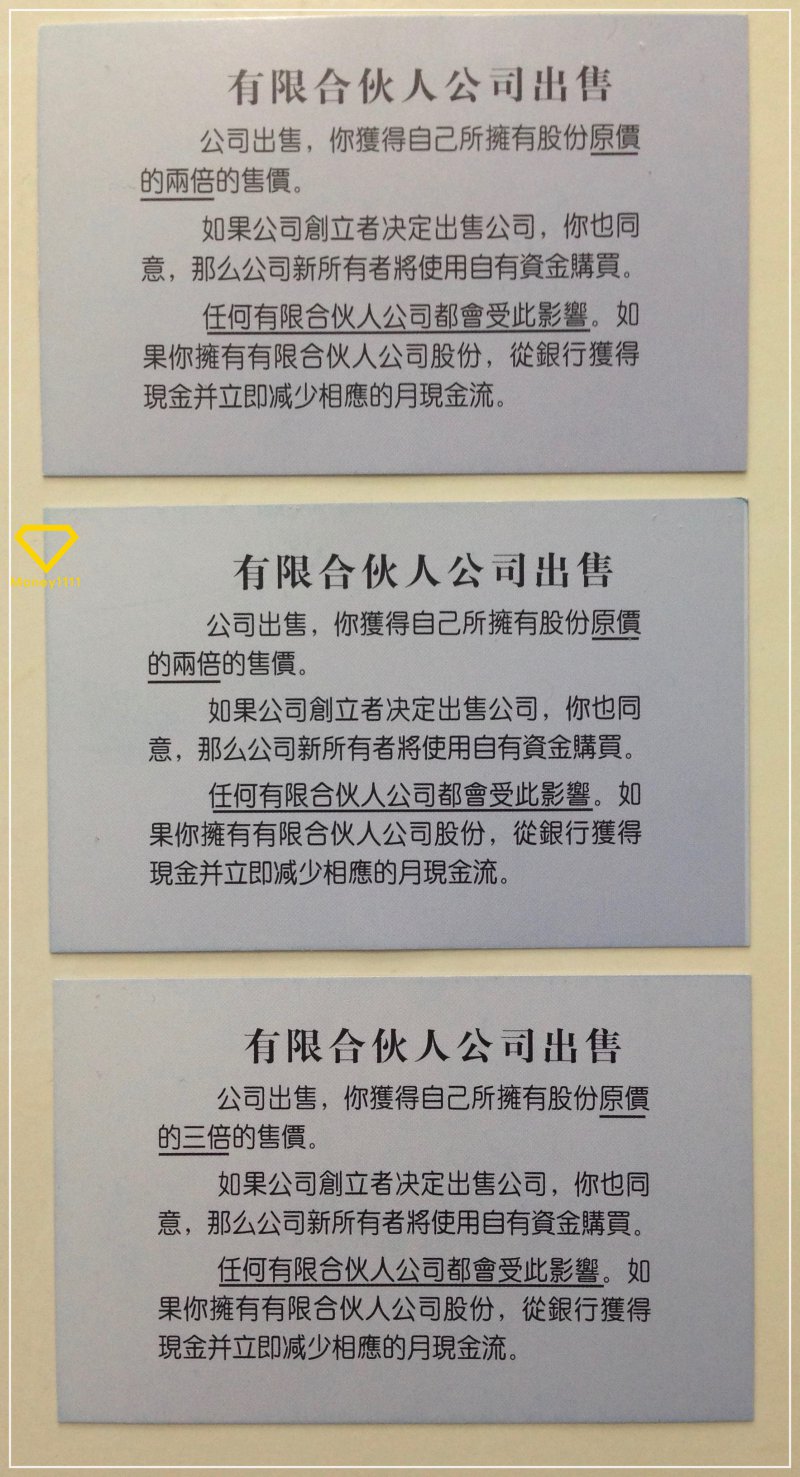 有限合伙人公司出售
公司出售，你獲得自己所擁有股份原價
的兩倍的售價。
如果公司創立者决定出售公司，你也同
意，那么公司新所有者將使用自有資金購買。
任何有限合伙人公司都會受此影響。如
果你擁有有限合伙人公司股份，從銀行獲得
現金并立即减少相應的月現金流。
Money1111
有限合伙人公司出售
公司出售，你獲得自己所擁有股份原價
的兩倍的售價。
如果公司創立者决定出售公司，你也同
意，那么公司新所有者將使用自有資金購買。
任何有限合伙人公司都會受此影響。如
果你擁有有限合伙人公司股份，從銀行獲得
現金并立即减少相應的月現金流。
有限合伙人公司出售
公司出售，你獲得自己所擁有股份原價
的三倍的售價。
如果公司創立者决定出售公司，你也同
意，那么公司新所有者將使用自有資金購買。
任何有限合伙人公司都會受此影響。如
果你擁有有限合伙人公司股份，從銀行獲得
現金并立即减少相應的月現金流。